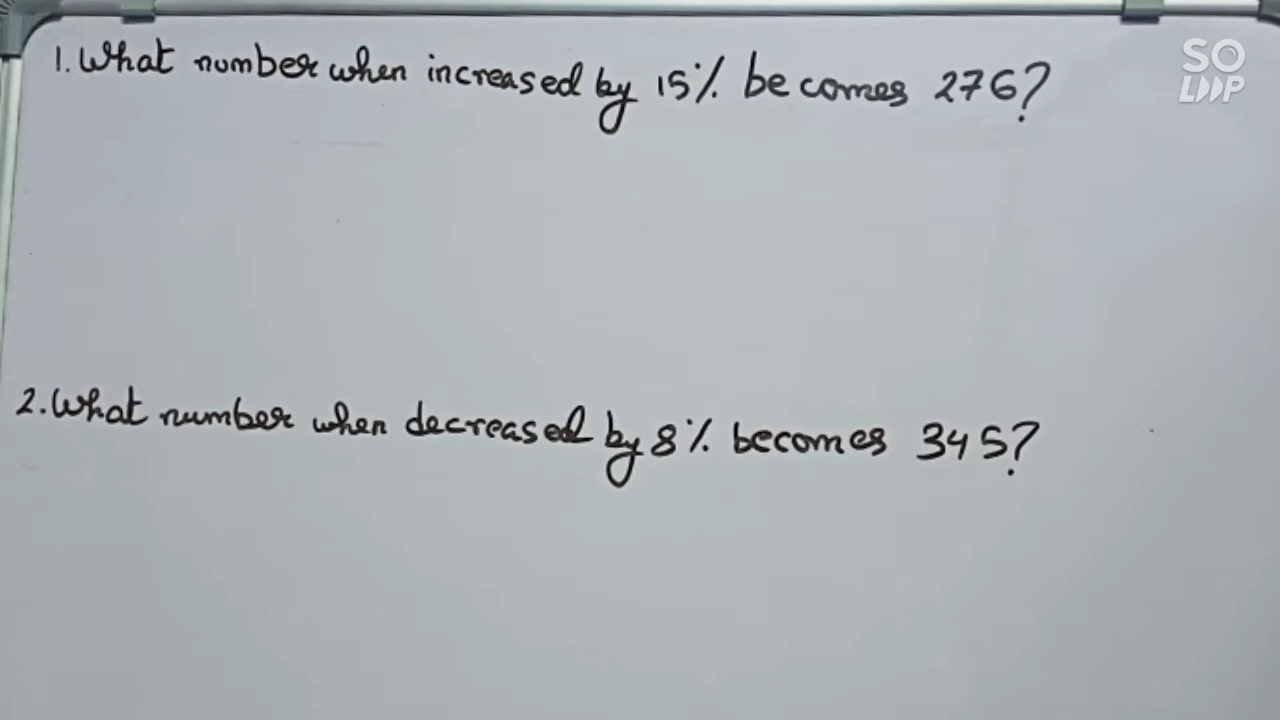 1. What number when increased by 15% becomes 276?
SO
LOOP
2. What number when decreased by 8% becomes 345?